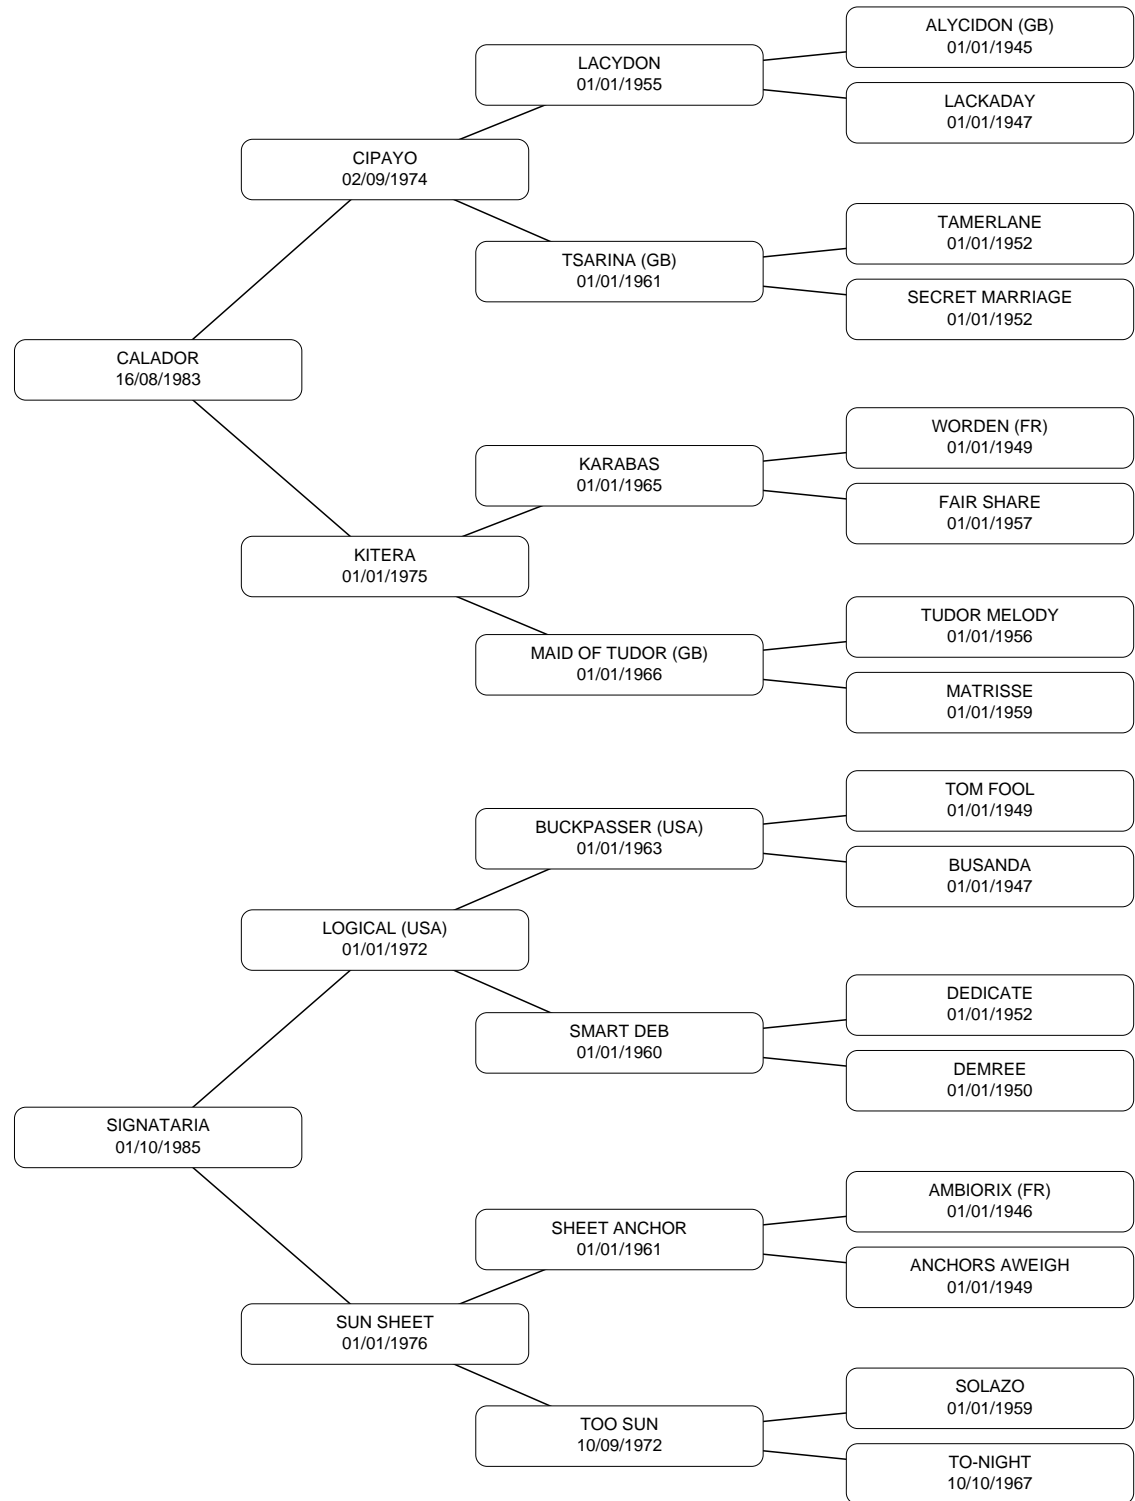 ALYCIDON (GB)
01/01/1945
LACYDON
01/01/1955
LACKADAY
01/01/1947
CIPAYO
02/09/1974
TAMERLANE
01/01/1952
TSARINA (GB)
01/01/1961
SECRET MARRIAGE
01/01/1952
CALADOR
16/08/1983
WORDEN (FR)
01/01/1949
KARABAS
01/01/1965
FAIR SHARE
01/01/1957
KITERA
01/01/1975
TUDOR MELODY
01/01/1956
MAID OF TUDOR (GB)
01/01/1966
MATRISSE
01/01/1959
TOM FOOL
01/01/1949
BUCKPASSER (USA)
01/01/1963
BUSANDA
01/01/1947
LOGICAL (USA)
01/01/1972
DEDICATE
01/01/1952
SMART DEB
01/01/1960
DEMREE
01/01/1950
SIGNATARIA
01/10/1985
AMBIORIX (FR)
01/01/1946
SHEET ANCHOR
01/01/1961
ANCHORS AWEIGH
01/01/1949
SUN SHEET
01/01/1976
SOLAZO
01/01/1959
TOO SUN
10/09/1972
TO-NIGHT
10/10/1967